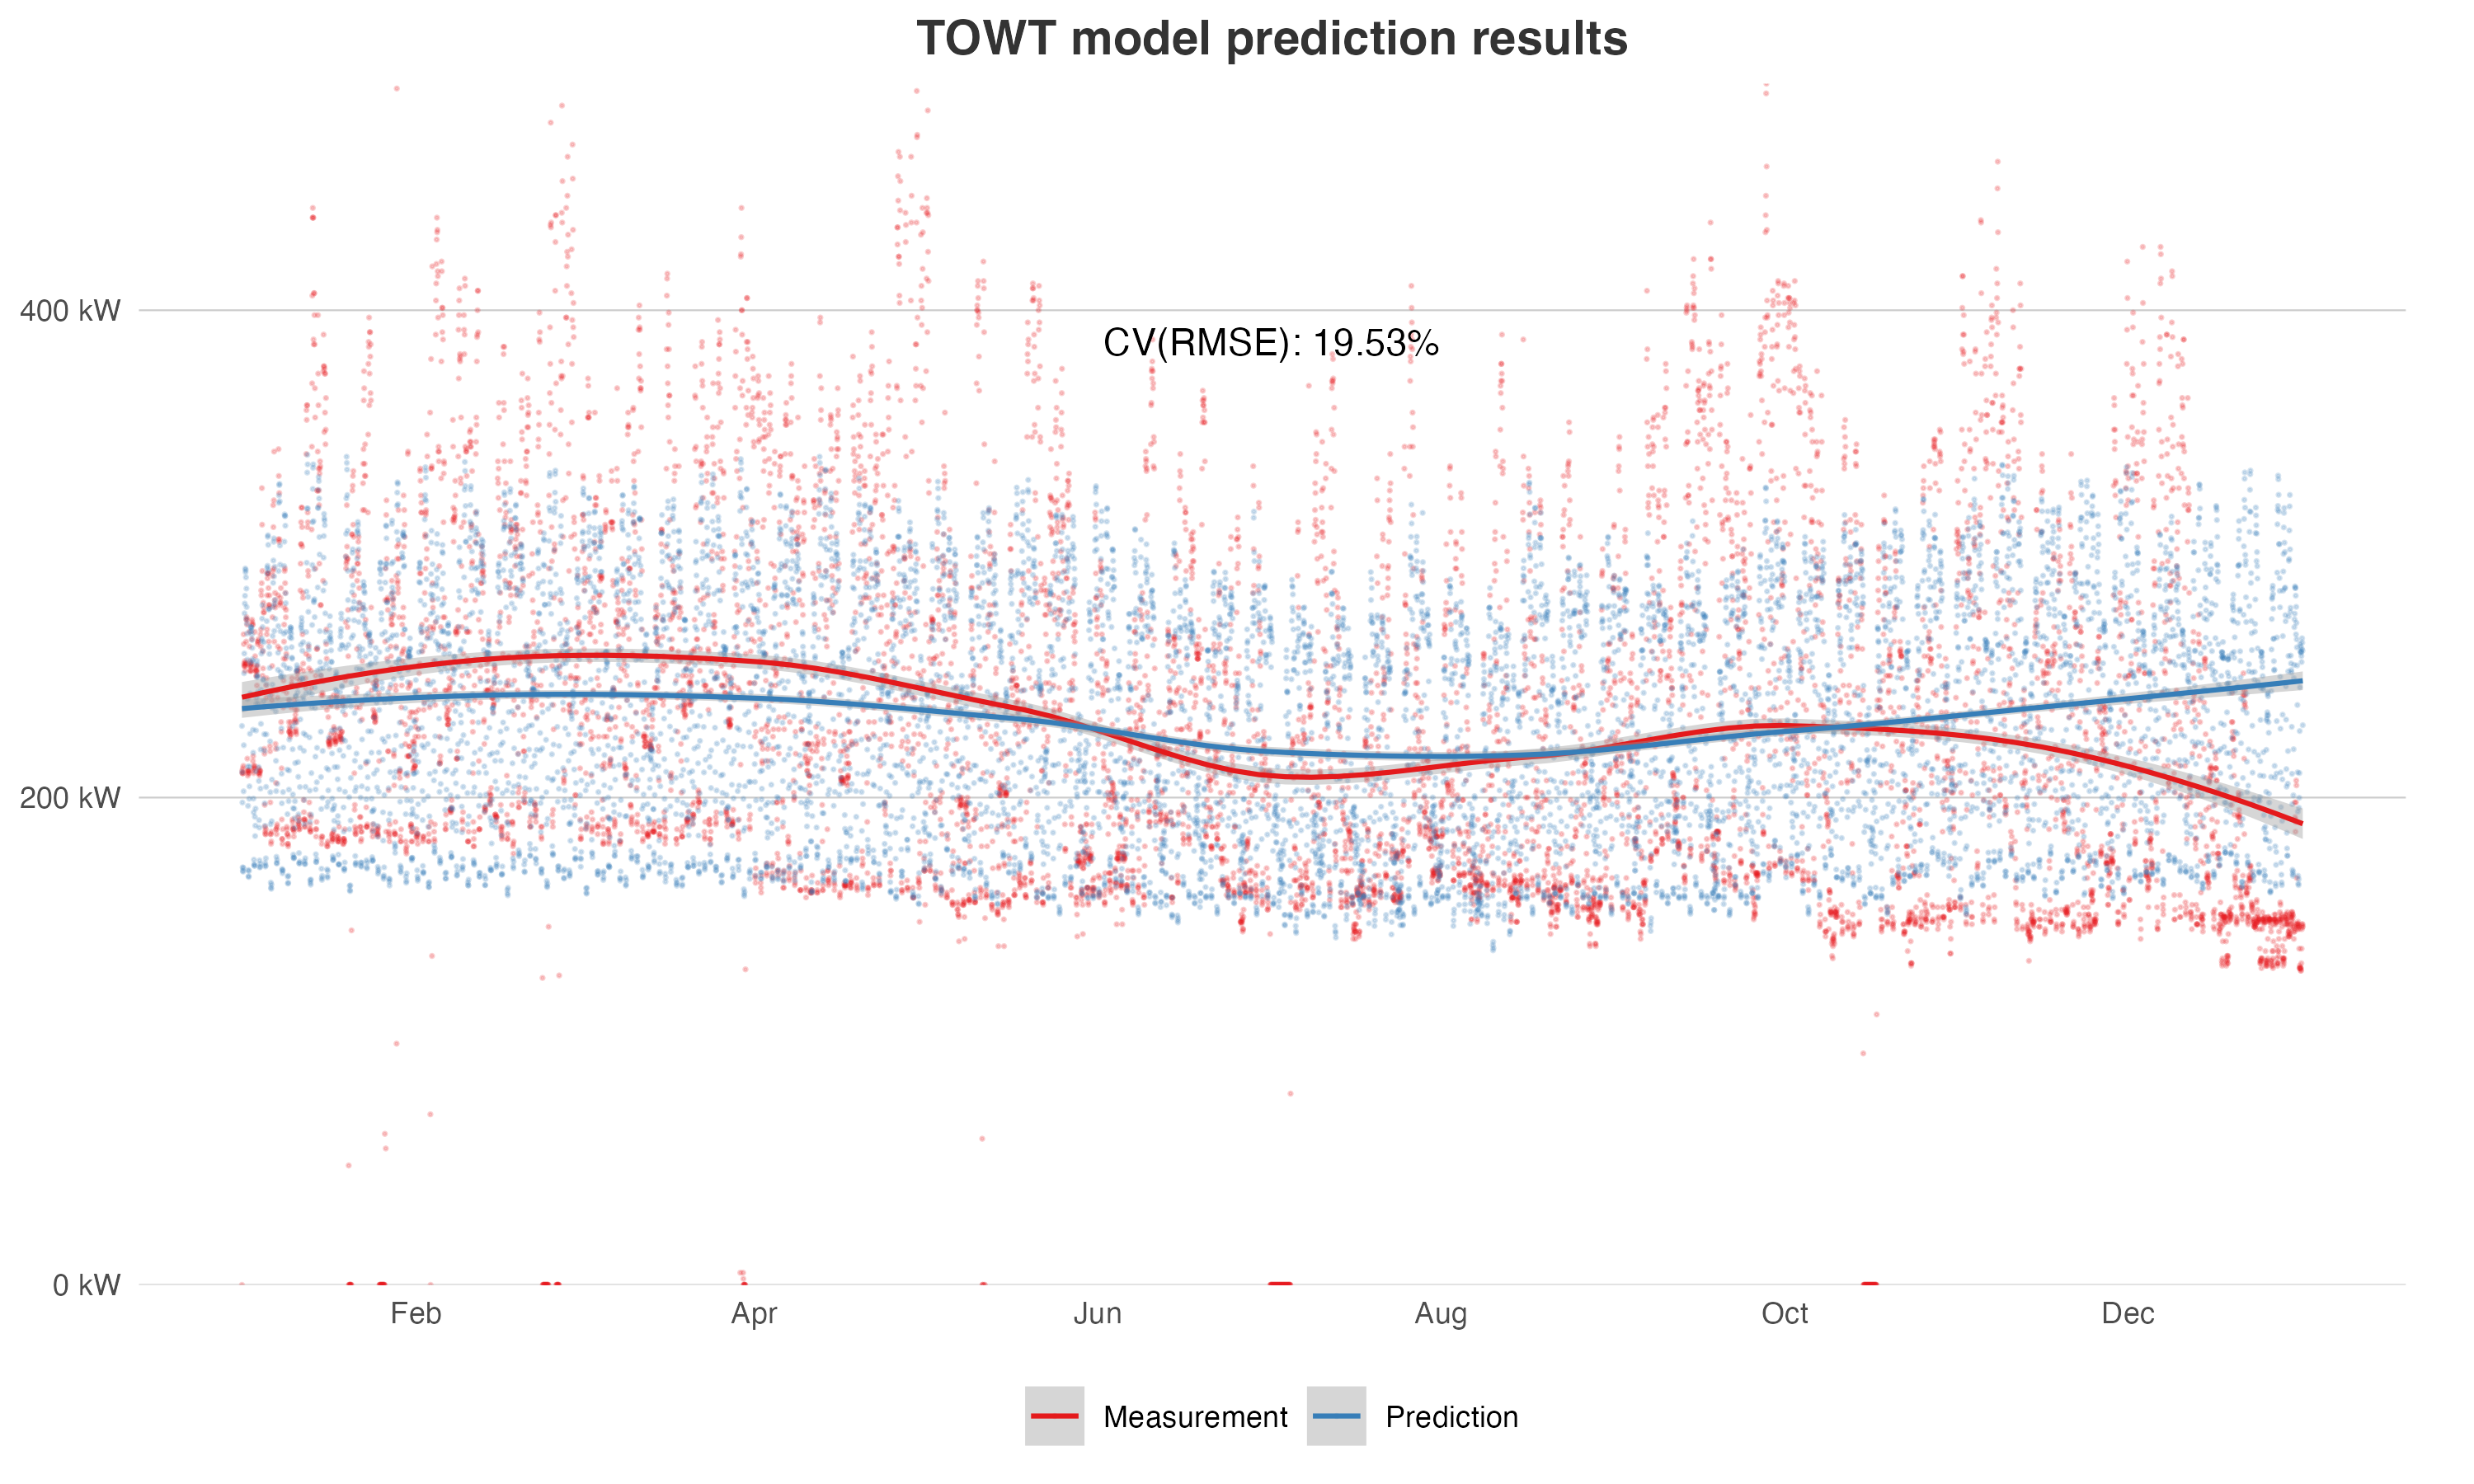 TOWT model prediction results
400 kW
CV(RMSE): 19.53%
200 kW
0 kW
Feb Apr Jun Aug Oct Dec
Measurement Prediction